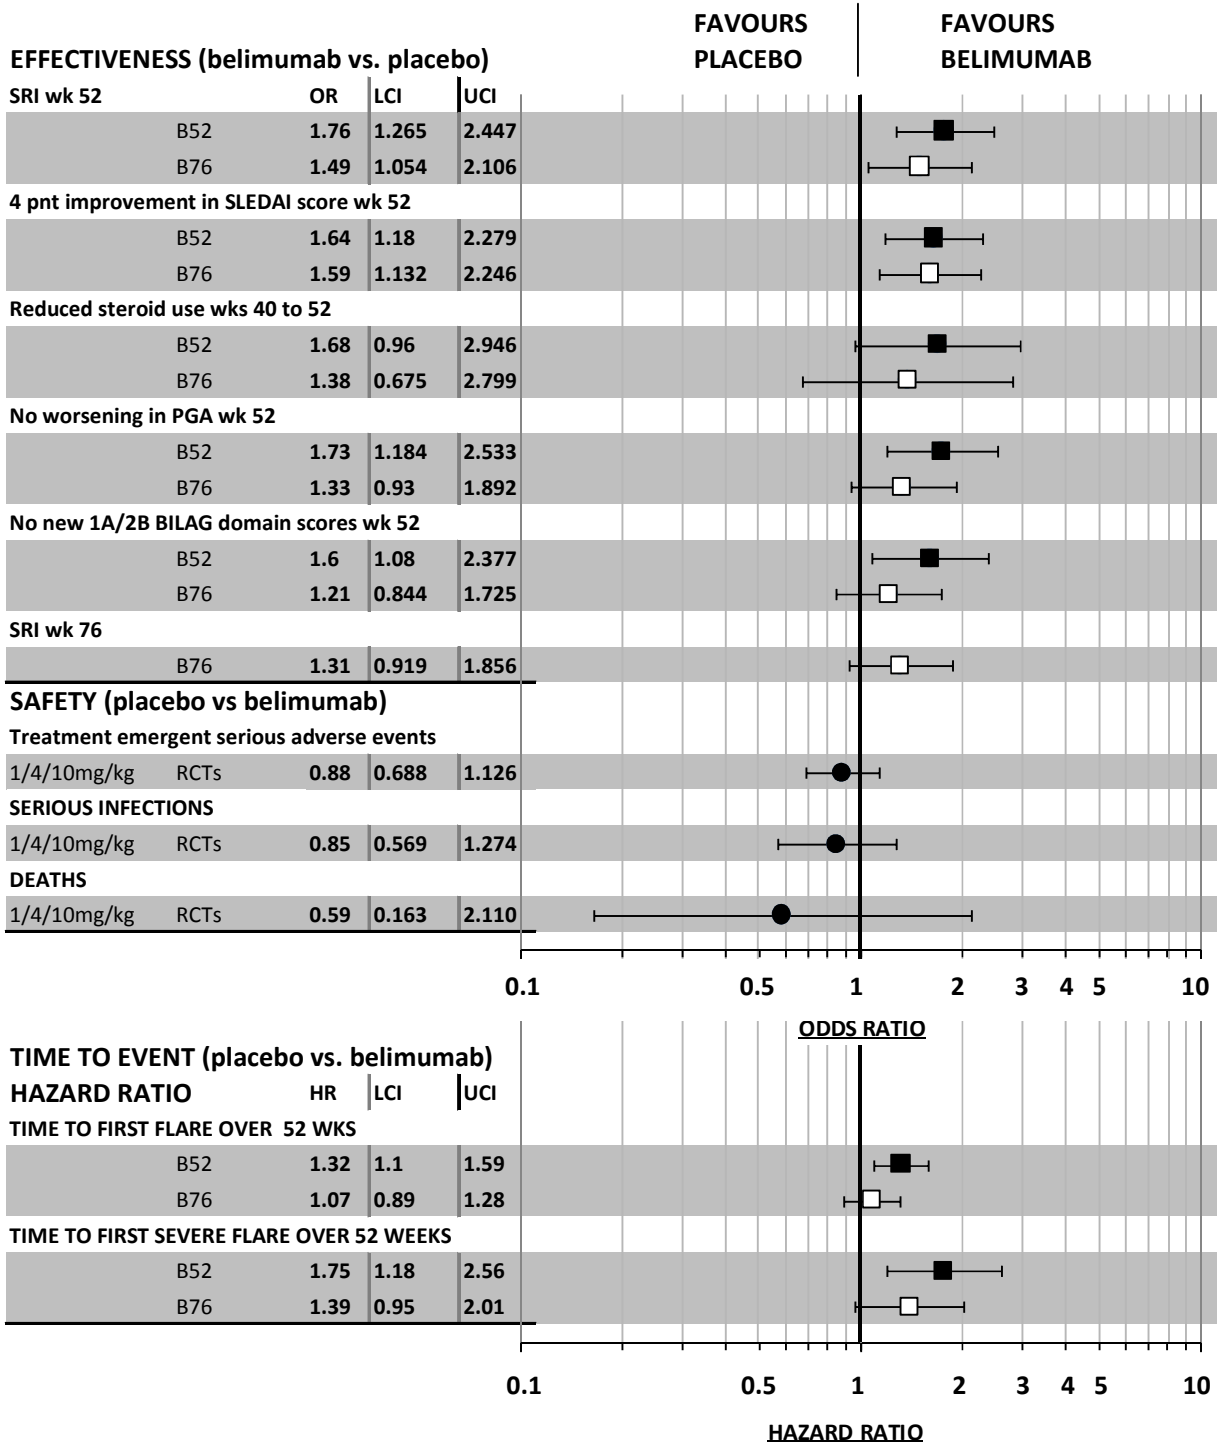 FAVOURS FAVOURS
EFFECTIVENESS (belimumab vs. placebo) PLACEBO BELIMUMAB
SRI wk 52 OR LCI UCI
B52 1.76 1.265 2.447
B76 1.49 1.054 2.106
4 pnt improvement in SLEDAI score wk 52
B52 1.64 1.18 2.279
B76 1.59 1.132 2.246
Reduced steroid use wks 40 to 52
B52 1.68 0.96 2.946
B76 1.38 0.675 2.799
No worsening in PGA wk 52
B52 1.73 1.184 2.533
B76 1.33 0.93 1.892
No new 1A/2B BILAG domain scores wk 52
B52 1.6 1.08 2.377
B76 1.21 0.844 1.725
SRI wk 76
B76 1.31 0.919 1.856
SAFETY (placebo vs belimumab)
Treatment emergent serious adverse events
1/4/10mg/kg RCTs 0.88 0.688 1.126
SERIOUS INFECTIONS
1/4/10mg/kg RCTs 0.85 0.569 1.274
DEATHS
1/4/10mg/kg RCTs 0.59 0.163 2.110
0.1 0.5 1 2 3 4 5 10
ODDS RATIO
TIME TO EVENT (placebo vs. belimumab)
HAZARD RATIO HR LCI UCI
TIME TO FIRST FLARE OVER 52 WKS
B52 1.32 1.1 1.59
B76 1.07 0.89 1.28
TIME TO FIRST SEVERE FLARE OVER 52 WEEKS
B52 1.75 1.18 2.56
B76 1.39 0.95 2.01
0.1 0.5 1 2 3 4 5 10
HAZARD RATIO